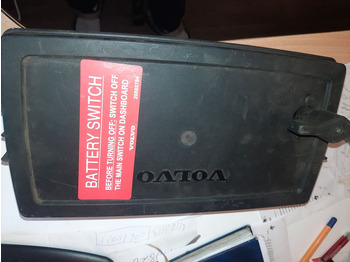 BATTERY SWITCH
BEFORE TURNING OFF: SWITCH OFF
THE MAIN SWITCH ON DASHBOARD
VOLVO
VOLVO